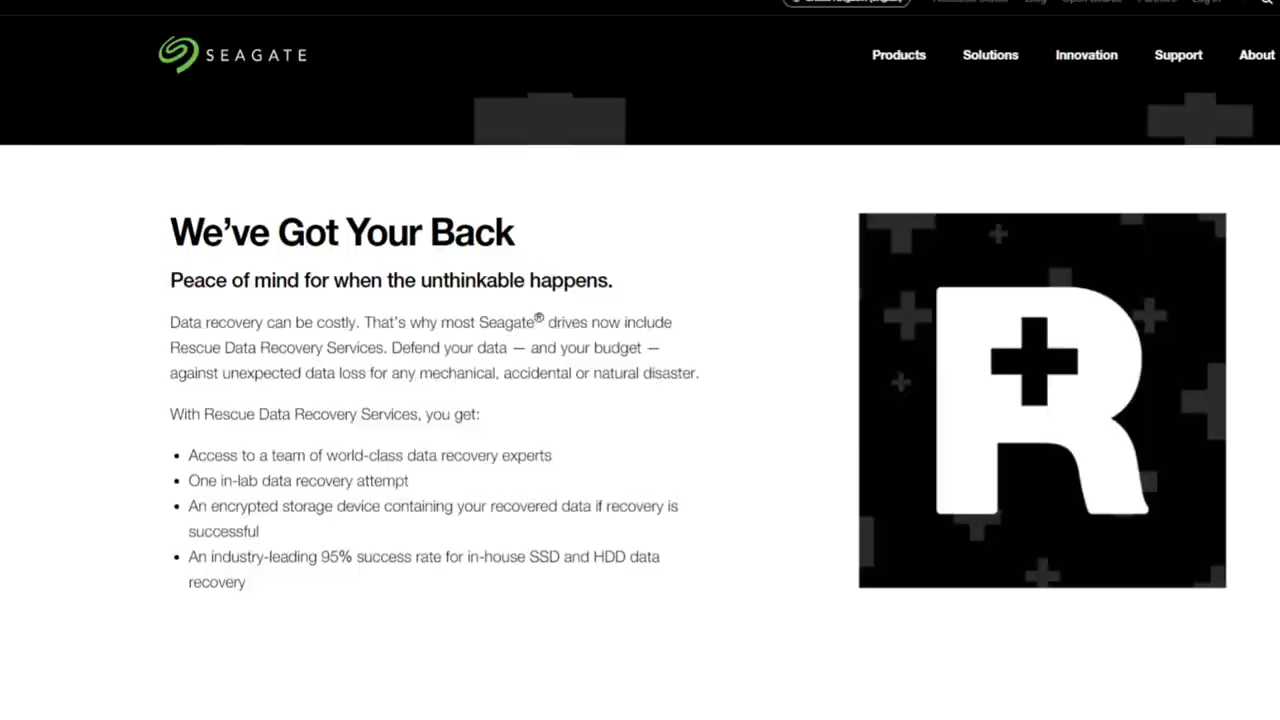 SEAGATE
Products Solutions Innovation Support About
We’ve Got Your Back
Peace of mind for when the unthinkable happens.
Data recovery can be costly. That’s why most Seagate® drives now include
Rescue Data Recovery Services. Defend your data — and your budget —
against unexpected data loss for any mechanical, accidental or natural disaster.
With Rescue Data Recovery Services, you get:
• Access to a team of world-class data recovery experts
• One in-lab data recovery attempt
• An encrypted storage device containing your recovered data if recovery is
successful
• An industry-leading 95% success rate for in-house SSD and HDD data
recovery
R